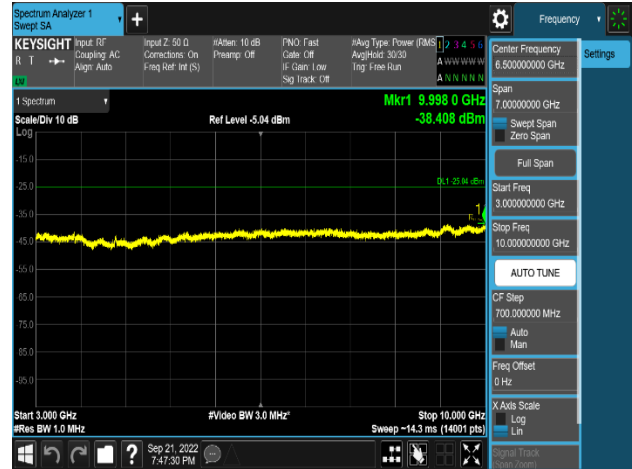 Spectrum Analyzer 1
Swept SA
Frequency
KEYSIGHT
R T
LNI
Input: RF
Coupling: AC
Align: Auto
Input Z: 50 Ω
Corrections: On
Freq Ref: Int (S)
#Atten: 10 dB
Preamp: Off
PNO: Fast
Gate: Off
IF Gain: Low
Sig Track: Off
#Avg Type: Power (RMS
Avg|Hold: 30/30
Trig: Free Run
1 2 3 4 5 6
A W W W W W
A N N N N N
1 Spectrum
Scale/Div 10 dB
Log
Ref Level -5.04 dBm
Mkr1 9.998 0 GHz
-38.408 dBm
-15.0
-25.0
DL1 -25.04 dBm
-35.0
1
-45.0
-55.0
-65.0
-85.0
-95.0
Start 3.000 GHz
#Res BW 1.0 MHz
#Video BW 3.0 MHz*
Stop 10.000 GHz
Sweep ~14.3 ms (14001 pts)
Sep 21, 2022
7:47:30 PM
Center Frequency
6.500000000 GHz
Span
7.00000000 GHz
Swept Span
Zero Span
Full Span
Start Freq
3.000000000 GHz
Stop Freq
10.000000000 GHz
AUTO TUNE
CF Step
700.000000 MHz
Auto
Man
Freq Offset
0 Hz
X Axis Scale
Log
Lin
Signal Track
(Span Zoom)
Settings